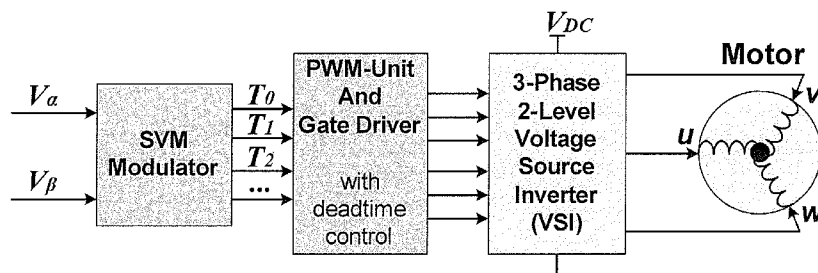 V_DC
Motor
PWM-Unit
And
Gate Driver
with
deadtime
control
3-Phase
2-Level
Voltage
Source
Inverter
(VSI)
V_α
V_β
SVM
Modulator
T_0
T_1
T_2
...
u
v
w